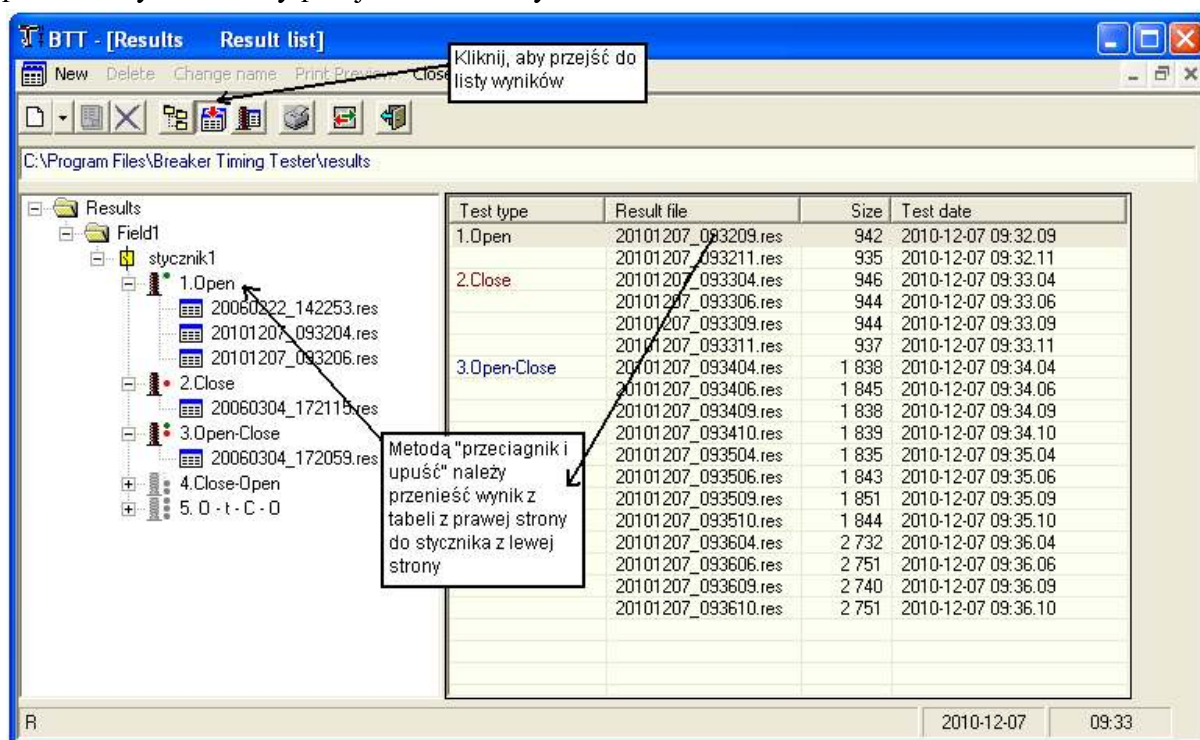 BTT - [Results Result list]
Kliknij, aby przejść do
listy wyników
New Delete Change name Print Preview Close
C:\Program Files\Breaker Timing Tester\results
Results
Field1
stycznik1
1.Open
20060222_142253.res
20101207_093204.res
20101207_093206.res
2.Close
20060304_172115.res
3.Open-Close
20060304_172059.res
4.Close-Open
5. O - t - C - O
Metodą "przeciagnik i
upuść" należy
przenieść wynik z
tabeli z prawej strony
do stycznika z lewej
strony
Test type Result file Size Test date
1.Open 20101207_093209.res 942 2010-12-07 09:32.09
20101207_093211.res 935 2010-12-07 09:32.11
2.Close 20101207_093304.res 946 2010-12-07 09:33.04
20101207_093306.res 944 2010-12-07 09:33.06
20101207_093309.res 944 2010-12-07 09:33.09
20101207_093311.res 937 2010-12-07 09:33.11
3.Open-Close 20101207_093404.res 1 838 2010-12-07 09:34.04
20101207_093406.res 1 845 2010-12-07 09:34.06
20101207_093409.res 1 838 2010-12-07 09:34.09
20101207_093410.res 1 839 2010-12-07 09:34.10
20101207_093504.res 1 835 2010-12-07 09:35.04
20101207_093506.res 1 843 2010-12-07 09:35.06
20101207_093509.res 1 851 2010-12-07 09:35.09
20101207_093510.res 1 844 2010-12-07 09:35.10
20101207_093604.res 2 732 2010-12-07 09:36.04
20101207_093606.res 2 751 2010-12-07 09:36.06
20101207_093609.res 2 740 2010-12-07 09:36.09
20101207_093610.res 2 751 2010-12-07 09:36.10
R 2010-12-07 09:33